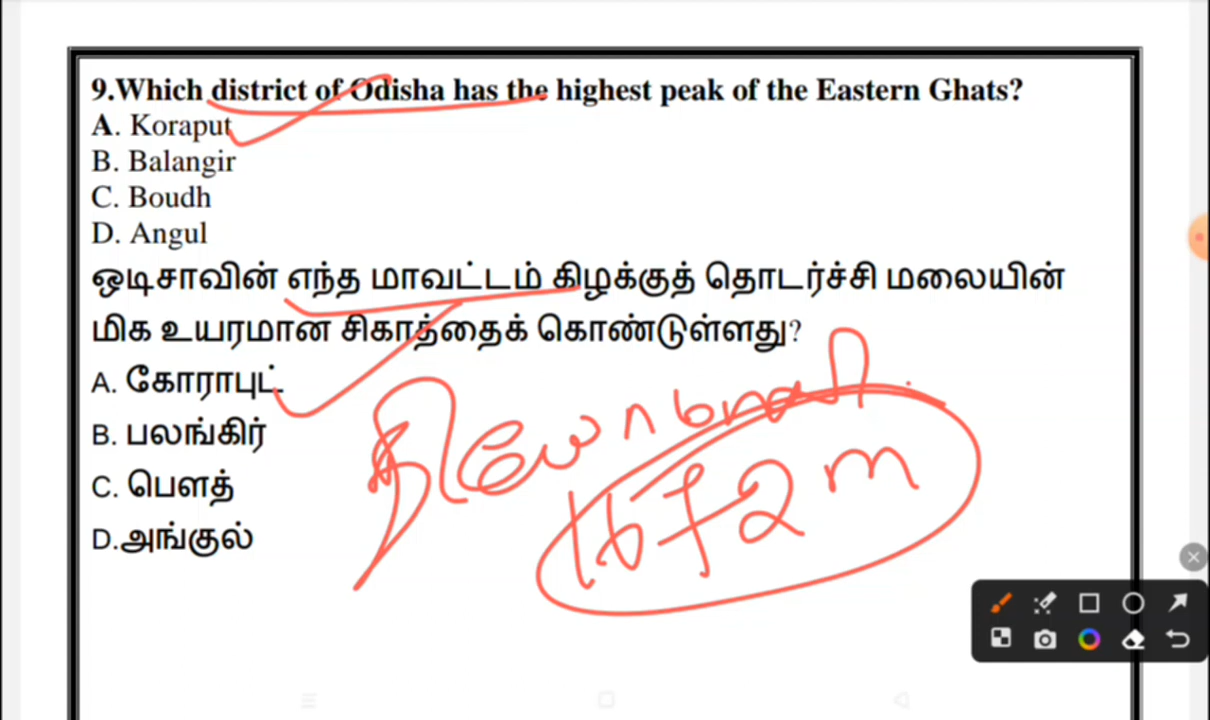 9.Which district of Odisha has the highest peak of the Eastern Ghats?
A. Koraput
B. Balangir
C. Boudh
D. Angul
ஒடிசாவின் எந்த மாவட்டம் கிழக்குத் தொடர்ச்சி மலையின்
மிக உயரமான சிகரத்தைக் கொண்டுள்ளது?
A. கோராபுட்
B. பலங்கிர்
C. பௌத்
D.அங்குல்
1672 m